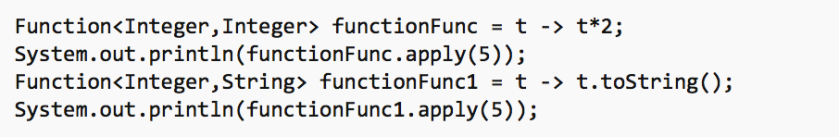 Function<Integer,Integer> functionFunc = t -> t*2;
System.out.println(functionFunc.apply(5));
Function<Integer,String> functionFunc1 = t -> t.toString();
System.out.println(functionFunc1.apply(5));